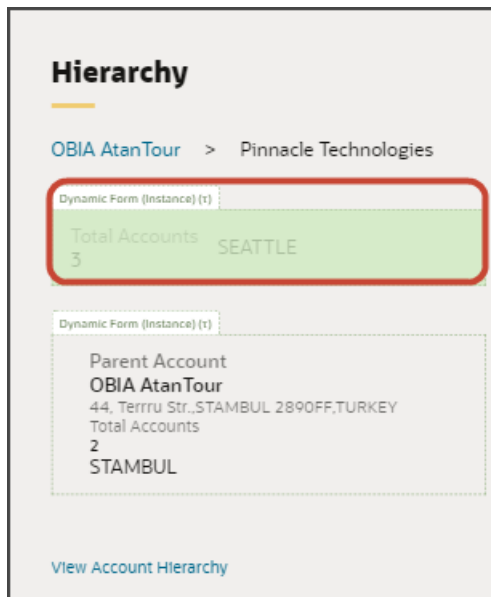 Hierarchy
OBIA AtanTour > Pinnacle Technologies
Dynamic Form (Instance) (τ)
Total Accounts
3 SEATTLE
Dynamic Form (Instance) (τ)
Parent Account
OBIA AtanTour
44, Terrru Str.,STAMBUL 2890FF,TURKEY
Total Accounts
2
STAMBUL
View Account Hierarchy